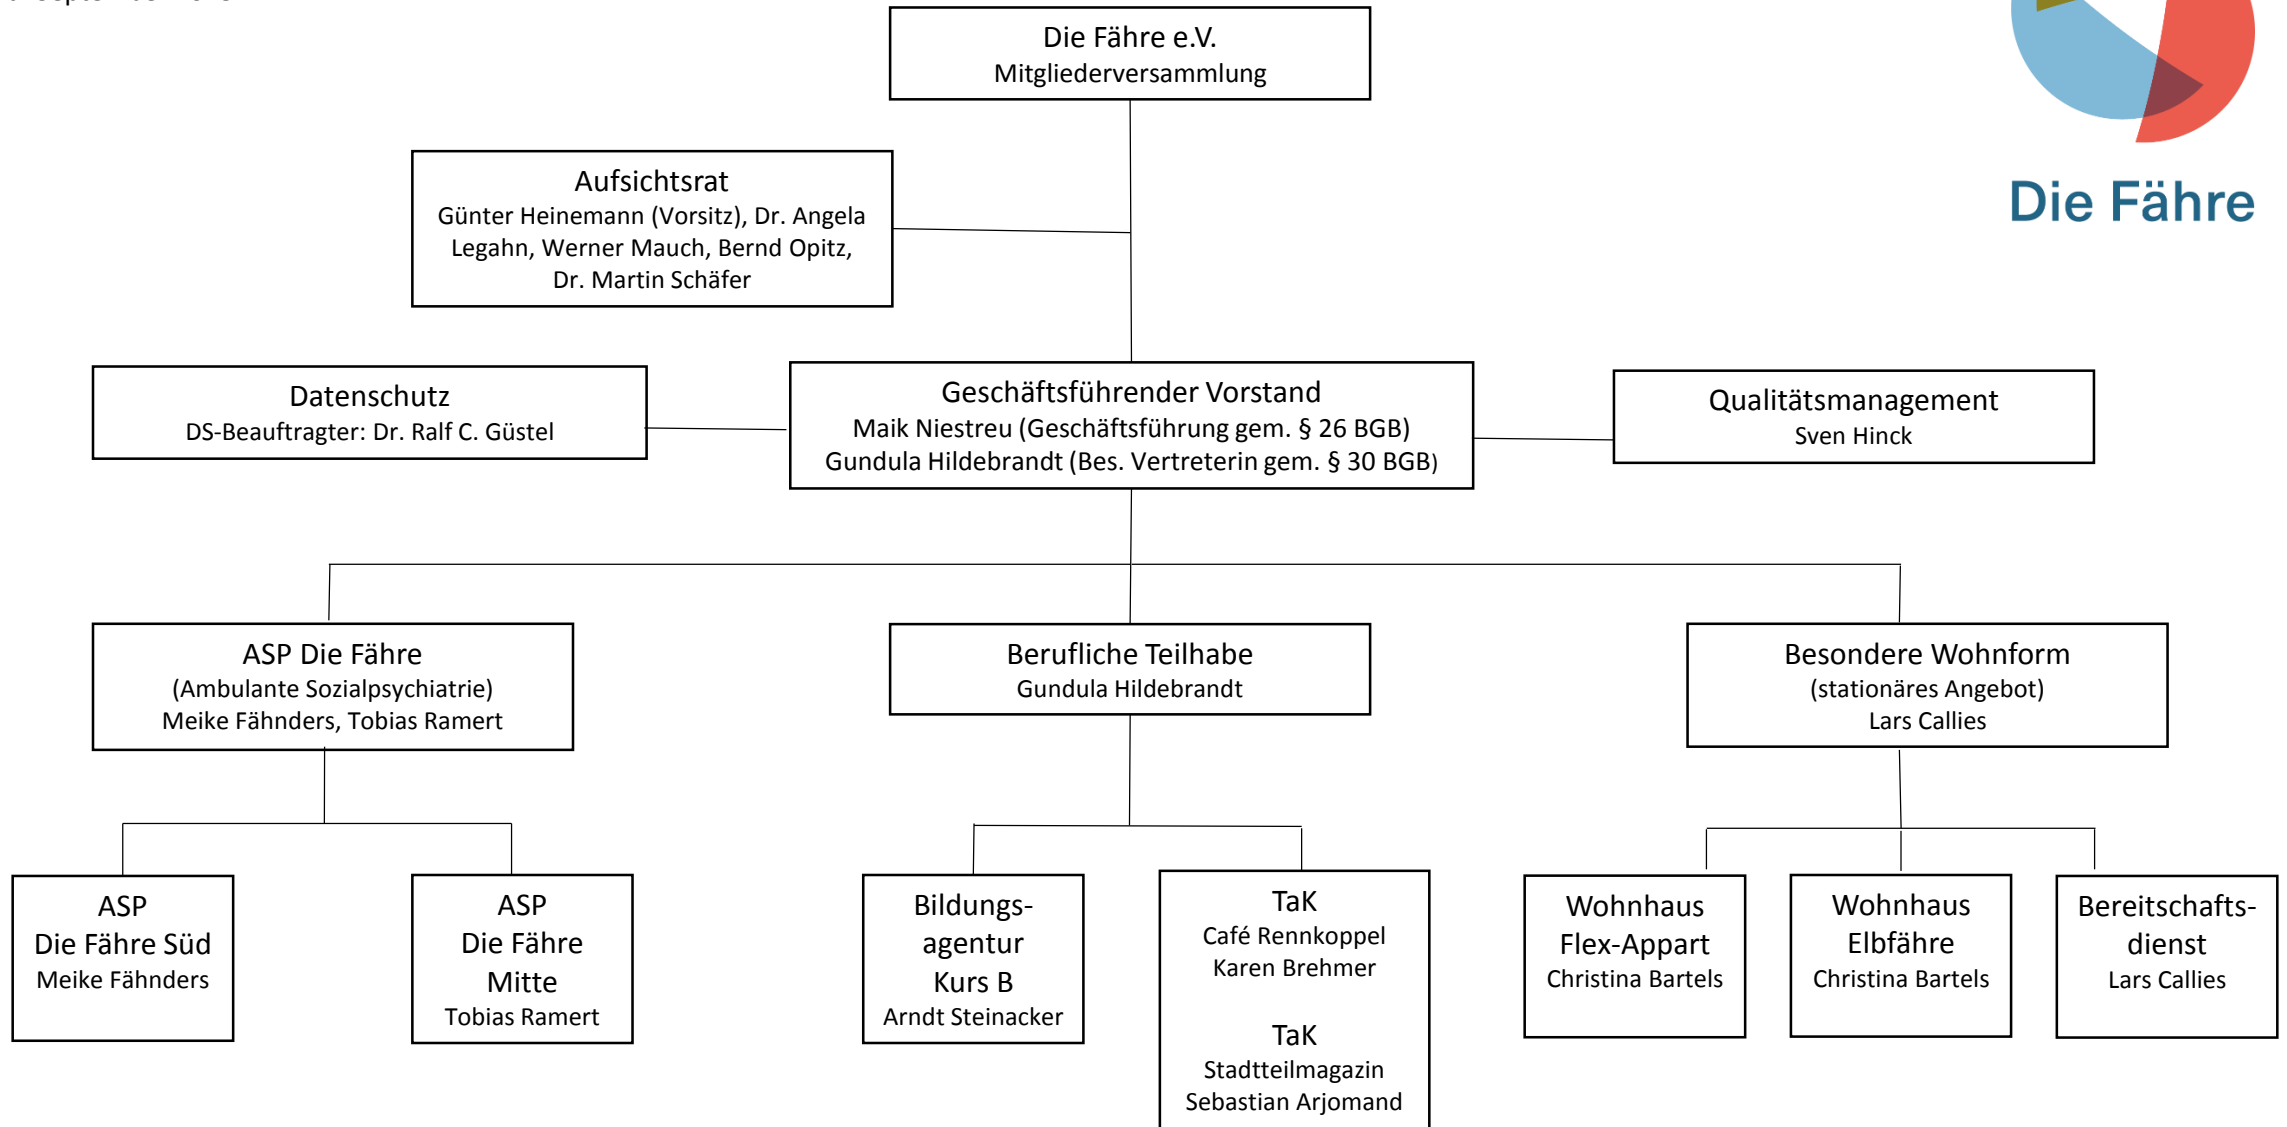 Die Fähre e.V.
Mitgliederversammlung
Die Fähre
Aufsichtsrat
Günter Heinemann (Vorsitz), Dr. Angela
Legahn, Werner Mauch, Bernd Opitz,
Dr. Martin Schäfer
Datenschutz
DS-Beauftragter: Dr. Ralf C. Güstel
Geschäftsführender Vorstand
Maik Niestreu (Geschäftsführung gem. § 26 BGB)
Gundula Hildebrandt (Bes. Vertreterin gem. § 30 BGB)
Qualitätsmanagement
Sven Hinck
ASP Die Fähre
(Ambulante Sozialpsychiatrie)
Meike Fähnders, Tobias Ramert
Berufliche Teilhabe
Gundula Hildebrandt
Besondere Wohnform
(stationäres Angebot)
Lars Callies
ASP
Die Fähre Süd
Meike Fähnders
ASP
Die Fähre
Mitte
Tobias Ramert
Bildungs-
agentur
Kurs B
Arndt Steinacker
TaK
Café Rennkoppel
Karen Brehmer
TaK
Stadtteilmagazin
Sebastian Arjomand
Wohnhaus
Flex-Appart
Christina Bartels
Wohnhaus
Elbfähre
Christina Bartels
Bereitschafts-
dienst
Lars Callies